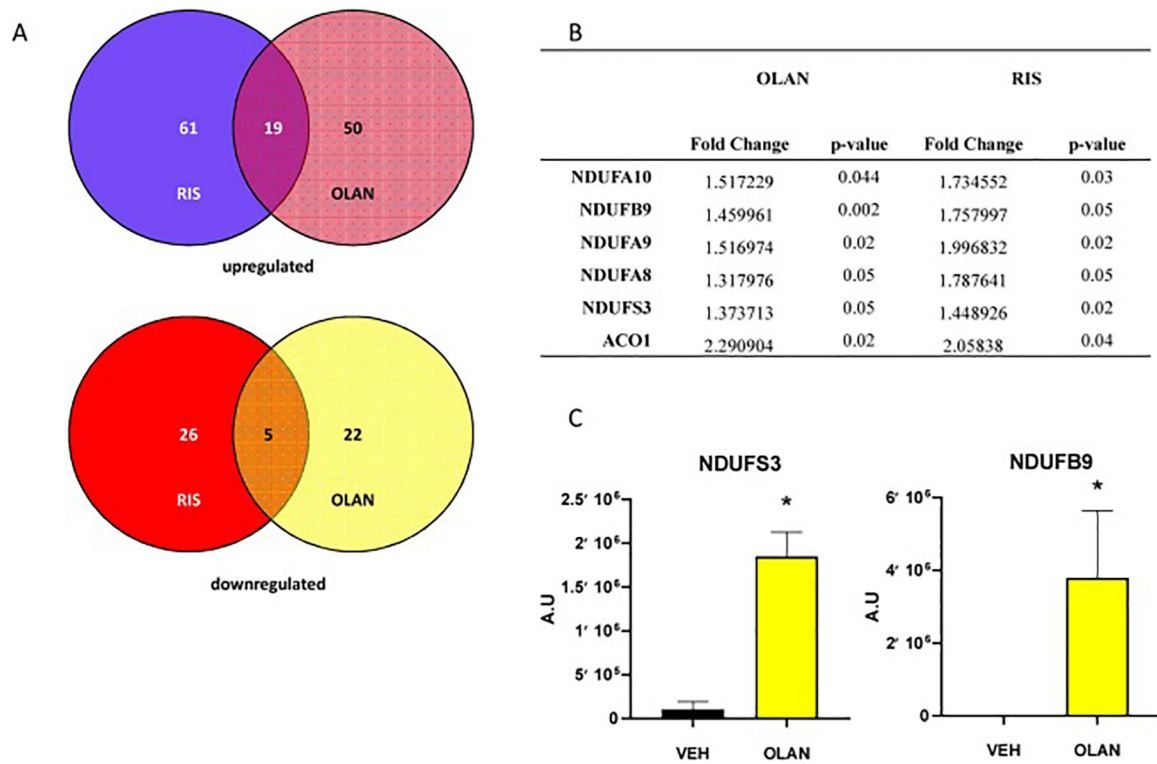 A
61 19 50
RIS OLAN
upregulated
26 5 22
RIS OLAN
downregulated
B
OLAN RIS
Fold Change p-value Fold Change p-value
NDUFA10 1.517229 0.044 1.734552 0.03
NDUFB9 1.459961 0.002 1.757997 0.05
NDUFA9 1.516974 0.02 1.996832 0.02
NDUFA8 1.317976 0.05 1.787641 0.05
NDUFS3 1.373713 0.05 1.448926 0.02
ACO1 2.290904 0.02 2.05838 0.04
C
NDUFS3
*
2.5′ 10⁶
2′ 10⁶
1.5′ 10⁶
1′ 10⁶
5′ 10⁵
0
A.U
VEH OLAN
NDUFB9
*
6′ 10⁶
4′ 10⁶
2′ 10⁶
0
A.U
VEH OLAN